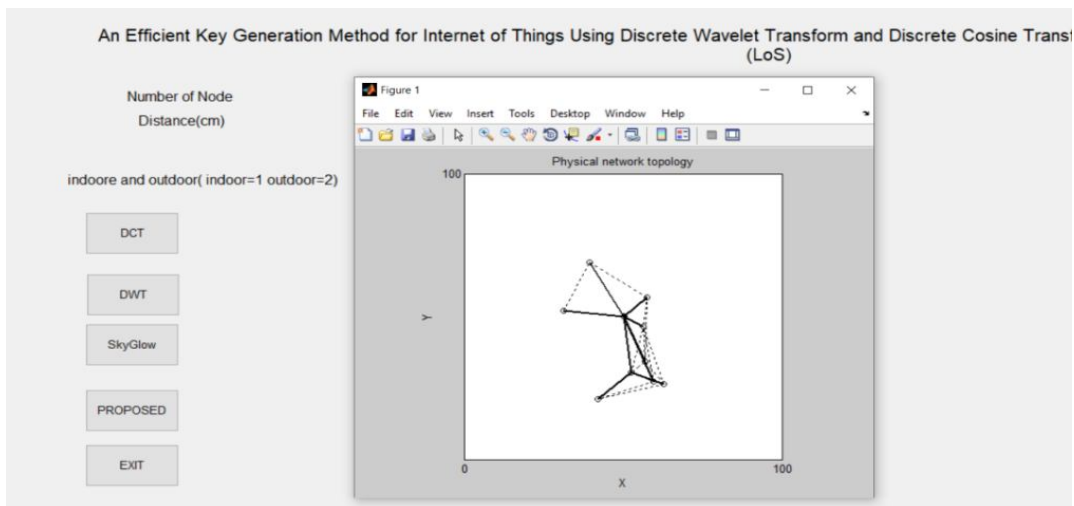 An Efficient Key Generation Method for Internet of Things Using Discrete Wavelet Transform and Discrete Cosine Transf
(LoS)
Number of Node
Distance(cm)
indoore and outdoor( indoor=1 outdoor=2)
DCT
DWT
SkyGlow
PROPOSED
EXIT
Figure 1
File Edit View Insert Tools Desktop Window Help
Physical network topology
100
Y
0 100
X